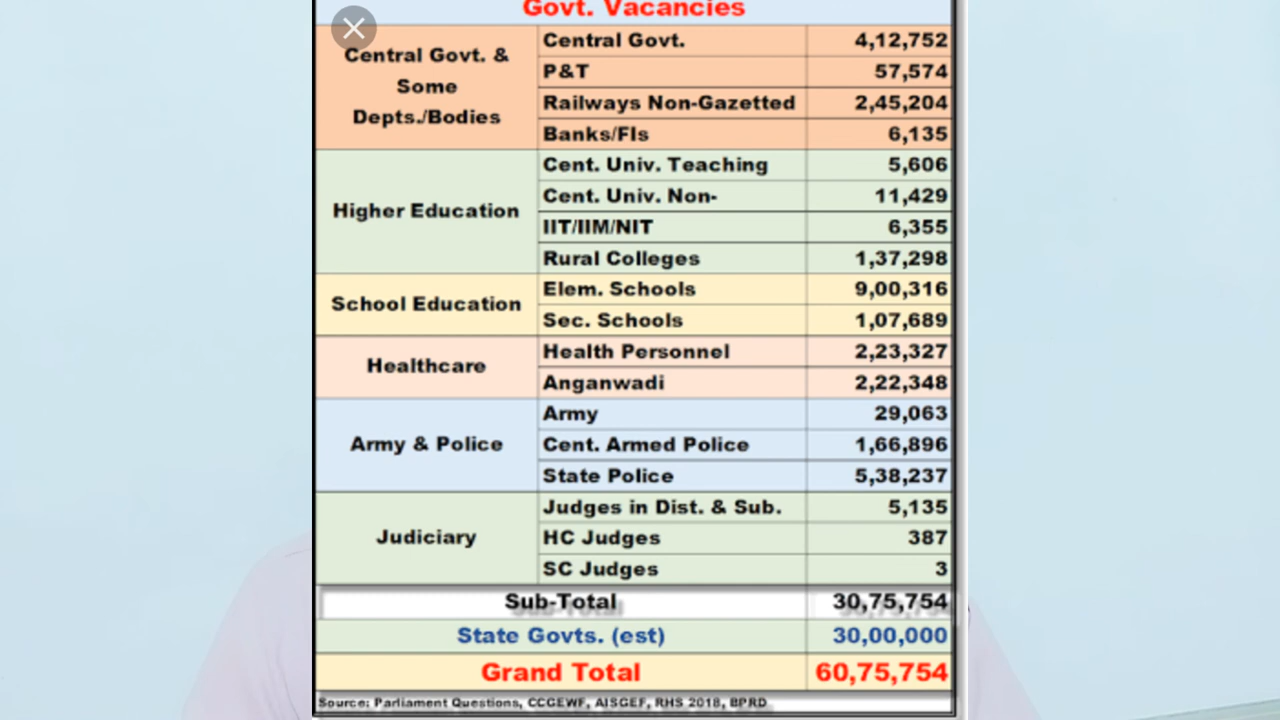 Govt. Vacancies
Central Govt. &
Some
Depts./Bodies
Central Govt. 4,12,752
P&T 57,574
Railways Non-Gazetted 2,45,204
Banks/FIs 6,135
Higher Education
Cent. Univ. Teaching 5,606
Cent. Univ. Non- 11,429
IIT/IIM/NIT 6,355
Rural Colleges 1,37,298
School Education
Elem. Schools 9,00,316
Sec. Schools 1,07,689
Healthcare
Health Personnel 2,23,327
Anganwadi 2,22,348
Army & Police
Army 29,063
Cent. Armed Police 1,66,896
State Police 5,38,237
Judiciary
Judges in Dist. & Sub. 5,135
HC Judges 387
SC Judges 3
Sub-Total 30,75,754
State Govts. (est) 30,00,000
Grand Total 60,75,754
Source: Parliament Questions, CCGEWF, AISGEF, RHS 2018, BPRD